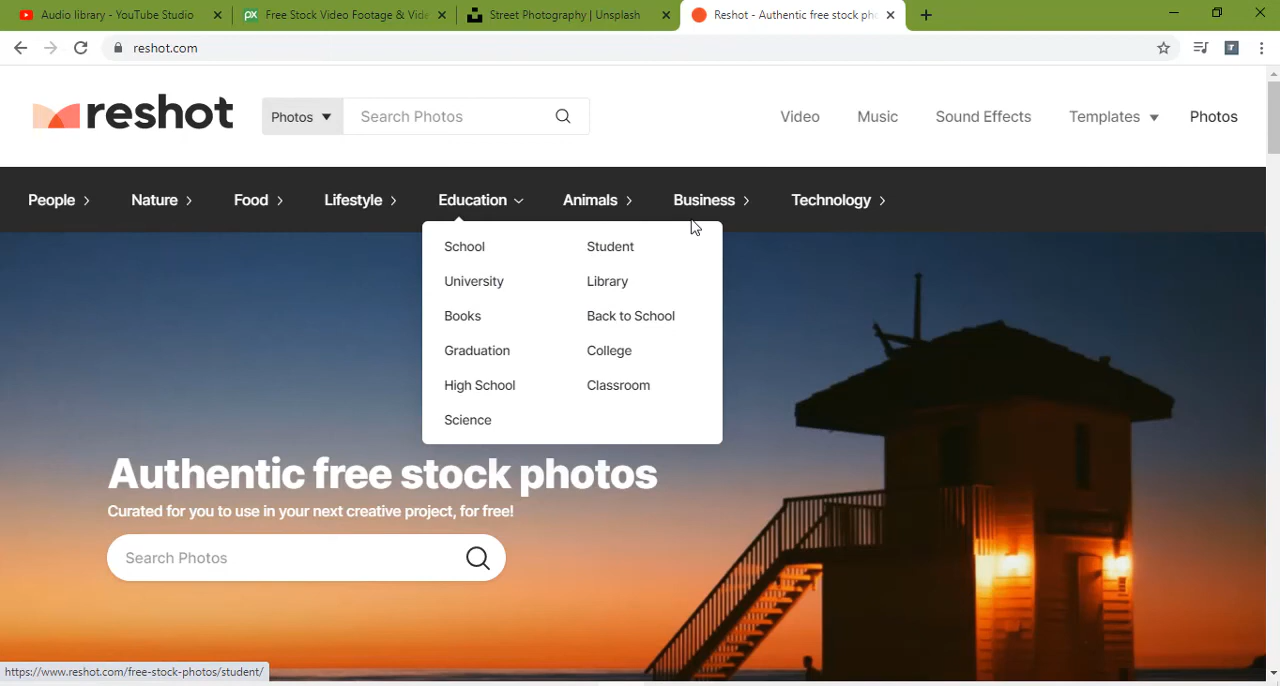 Audio library - YouTube Studio
Free Stock Video Footage & Vide
Street Photography | Unsplash
Reshot - Authentic free stock ph
reshot.com
reshot
Photos
Search Photos
Video
Music
Sound Effects
Templates
Photos
People
Nature
Food
Lifestyle
Education
Animals
Business
Technology
School
Student
University
Library
Books
Back to School
Graduation
College
High School
Classroom
Science
Authentic free stock photos
Curated for you to use in your next creative project, for free!
Search Photos
https://www.reshot.com/free-stock-photos/student/